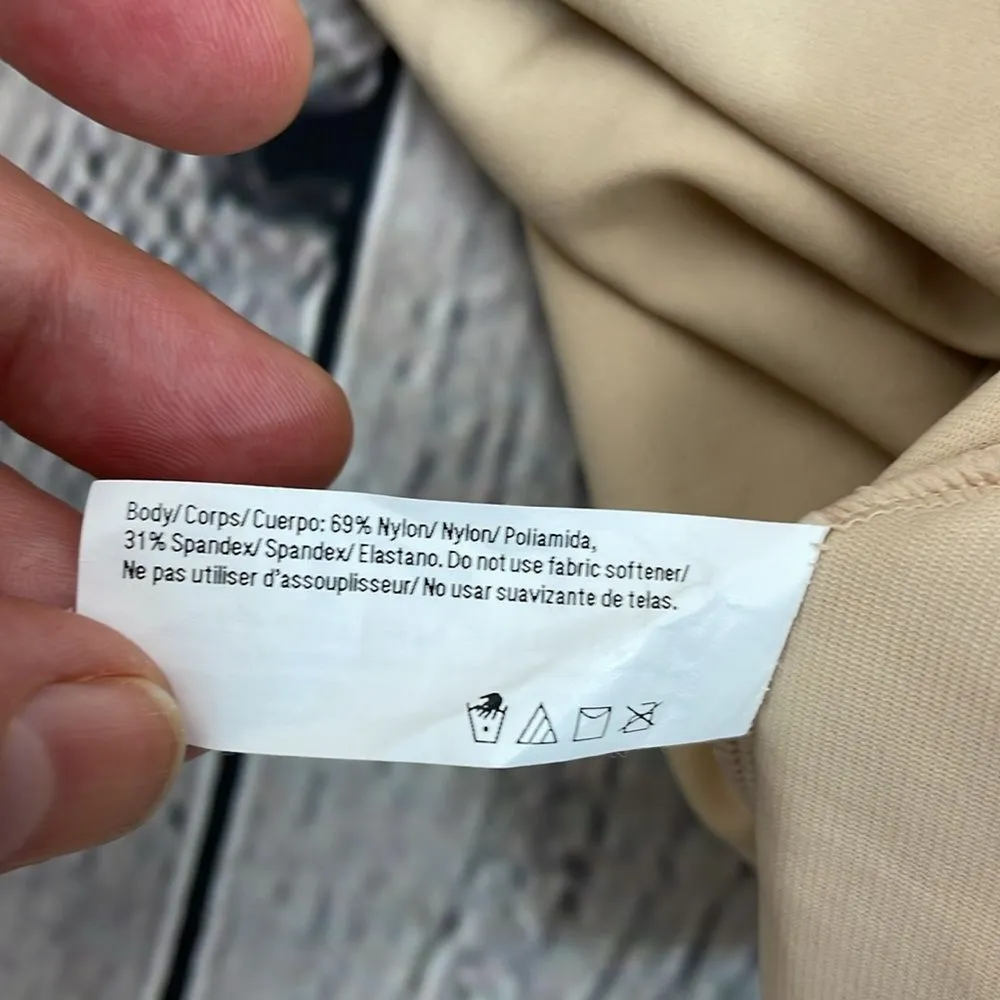 Body/ Corps/ Cuerpo: 69% Nylon/ Nylon/ Poliamida,
31% Spandex/ Spandex/ Elastano. Do not use fabric softener/
Ne pas utiliser d'assouplisseur/ No usar suavizante de telas.